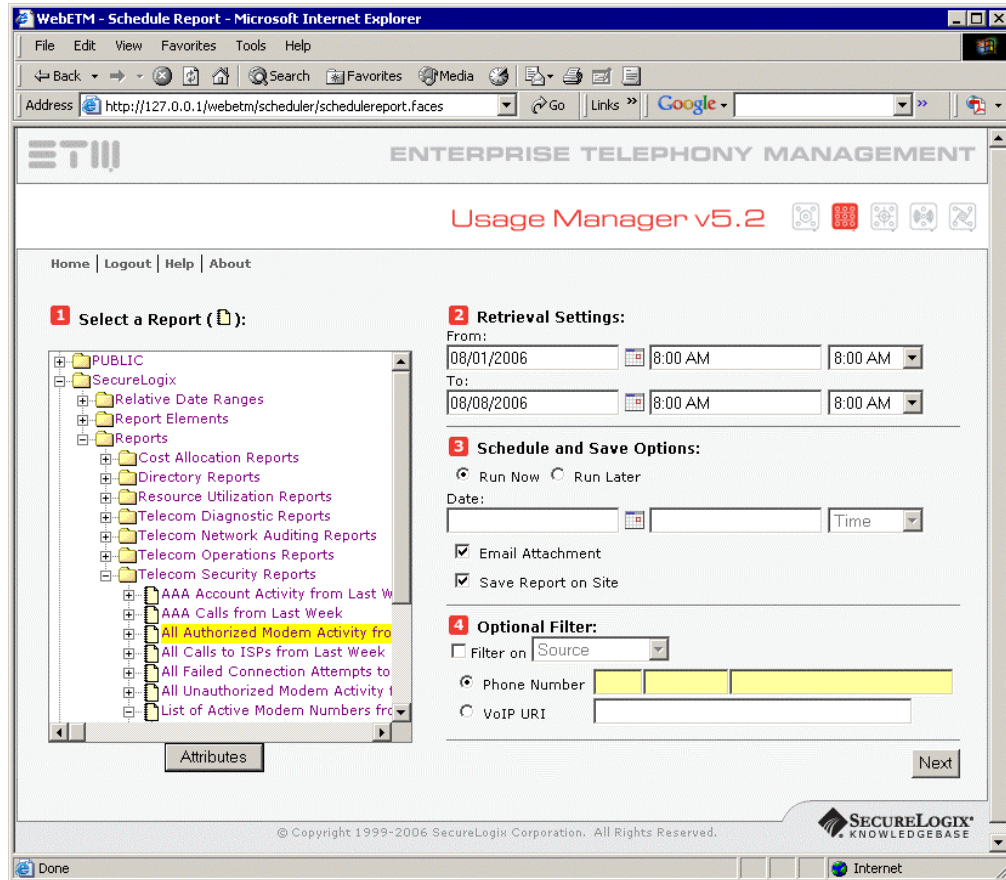 WebETM - Schedule Report - Microsoft Internet Explorer
File Edit View Favorites Tools Help
Back Search Favorites Media
Address http://127.0.0.1/webetm/scheduler/schedulereport.faces Go Links » Google »
ETM ENTERPRISE TELEPHONY MANAGEMENT
Usage Manager v5.2
Home | Logout | Help | About
1 Select a Report ( ):
PUBLIC
SecureLogix
Relative Date Ranges
Report Elements
Reports
Cost Allocation Reports
Directory Reports
Resource Utilization Reports
Telecom Diagnostic Reports
Telecom Network Auditing Reports
Telecom Operations Reports
Telecom Security Reports
AAA Account Activity from Last W
AAA Calls from Last Week
All Authorized Modem Activity fro
All Calls to ISPs from Last Week
All Failed Connection Attempts to
All Unauthorized Modem Activity f
List of Active Modem Numbers fro
Attributes
2 Retrieval Settings:
From:
08/01/2006 8:00 AM 8:00 AM
To:
08/08/2006 8:00 AM 8:00 AM
3 Schedule and Save Options:
Run Now Run Later
Date:
Time
Email Attachment
Save Report on Site
4 Optional Filter:
Filter on Source
Phone Number
VoIP URI
Next
© Copyright 1999-2006 SecureLogix Corporation. All Rights Reserved.
SECURELOGIX
KNOWLEDGEBASE
Done Internet